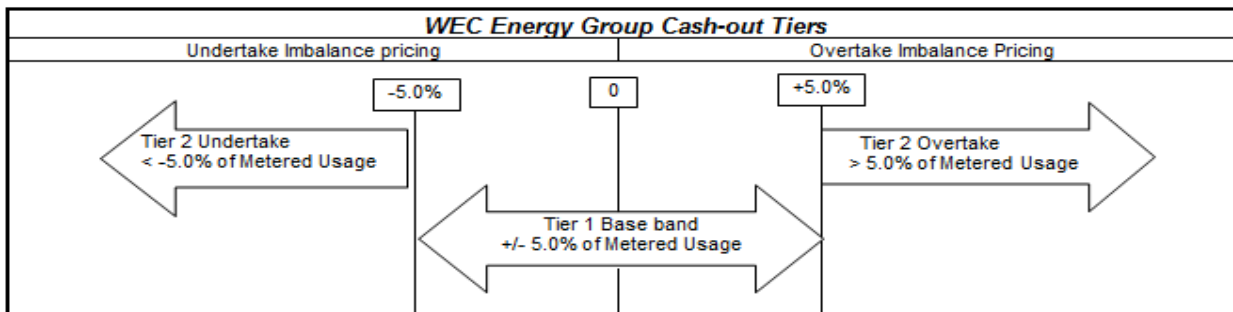 WEC Energy Group Cash-out Tiers
Undertake Imbalance pricing
Overtake Imbalance Pricing
-5.0%
0
+5.0%
Tier 2 Undertake
< -5.0% of Metered Usage
Tier 2 Overtake
> 5.0% of Metered Usage
Tier 1 Base band
+/- 5.0% of Metered Usage